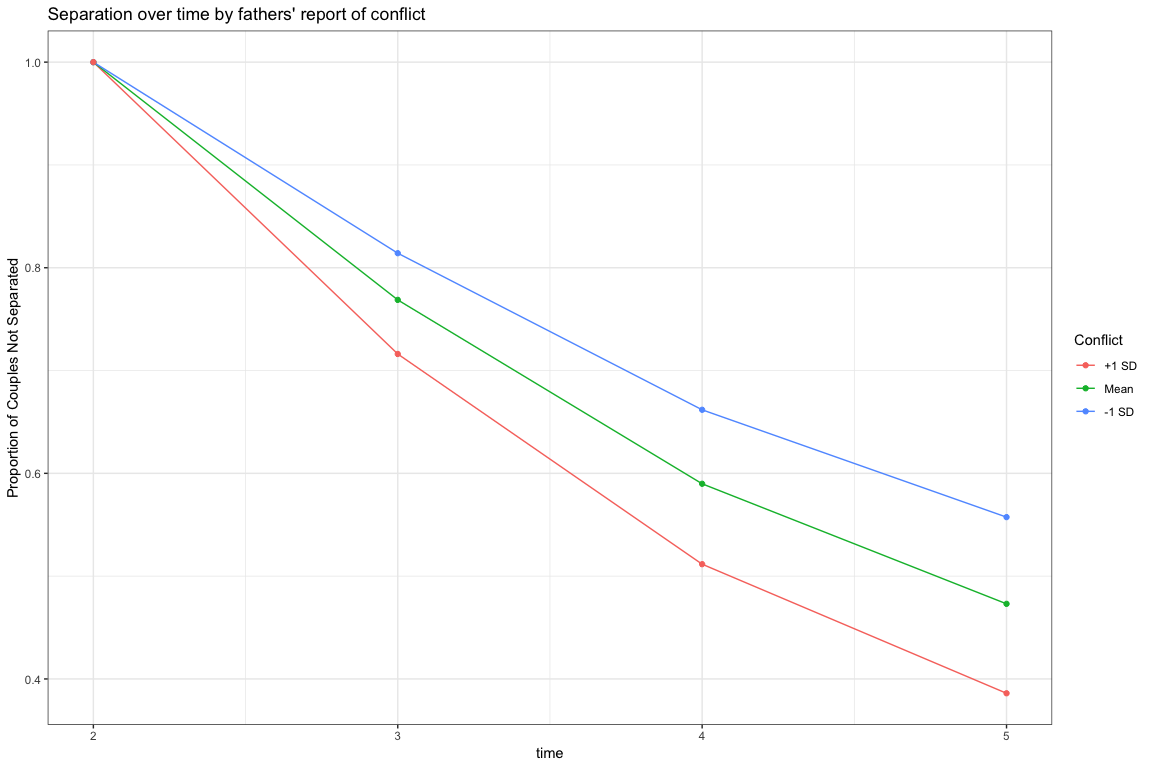 Separation over time by fathers' report of conflict
Proportion of Couples Not Separated
1.0
0.8
0.6
0.4
2 3 4 5
time
Conflict
+1 SD
Mean
-1 SD